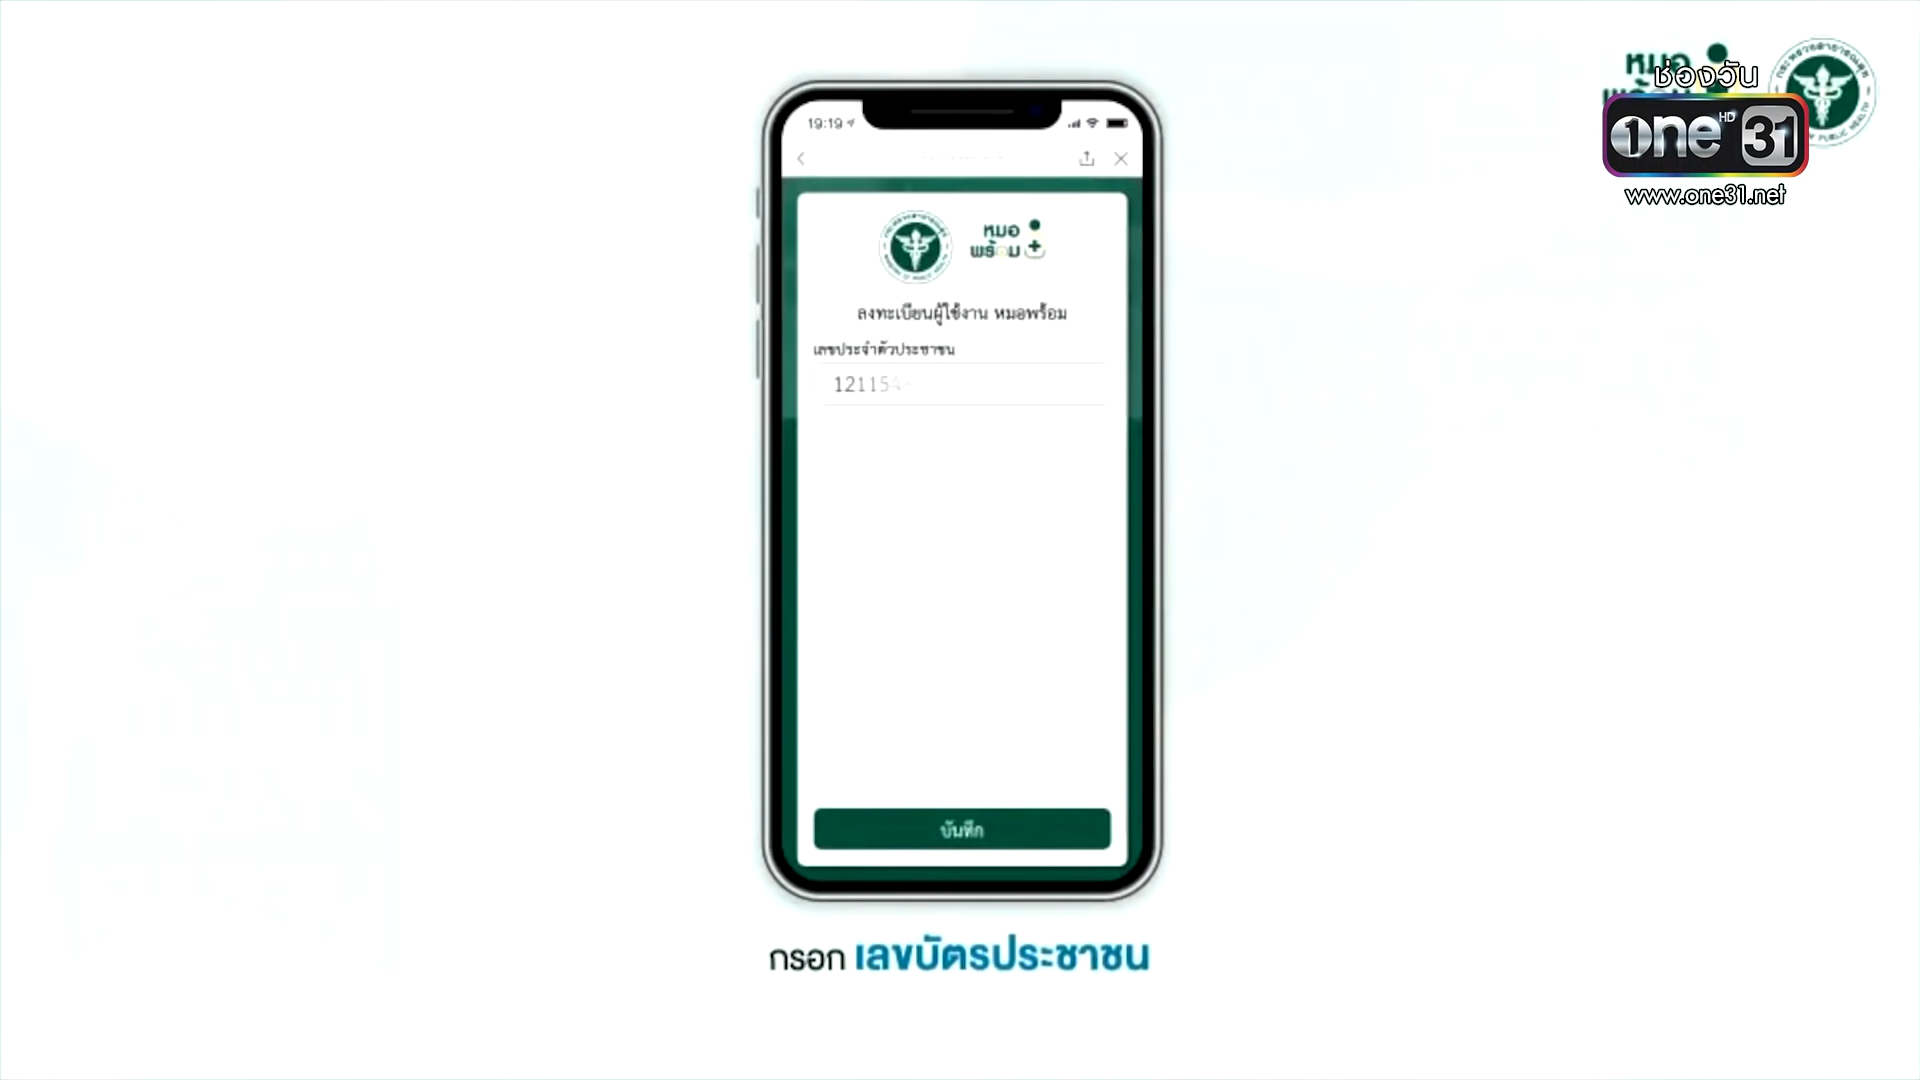 ช่องวัน
one HD 31
www.one31.net
19:19
หมอ
พร้อม
ลงทะเบียนผู้ใช้งาน หมอพร้อม
เลขประจำตัวประชาชน
12115
บันทึก
กรอก เลขบัตรประชาชน